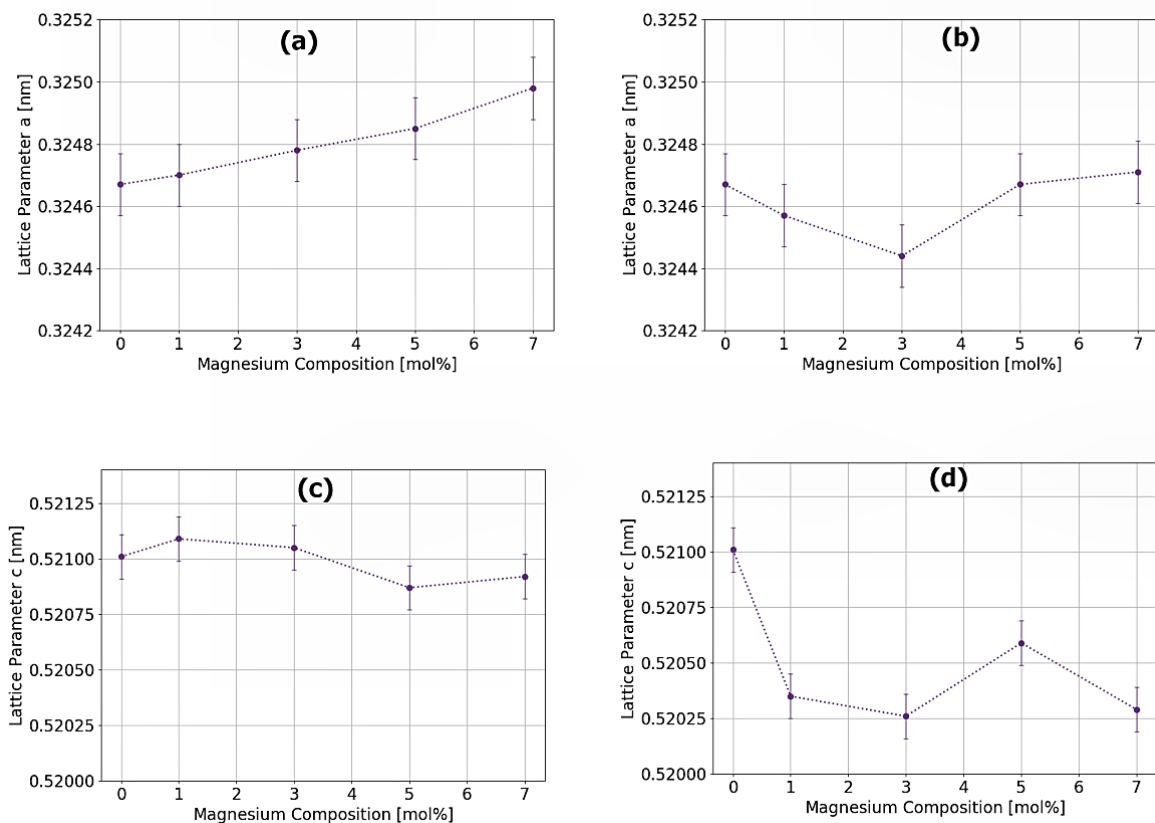 (a)
Lattice Parameter a [nm]
0.3252
0.3250
0.3248
0.3246
0.3244
0.3242
0 1 2 3 4 5 6 7
Magnesium Composition [mol%]
(b)
Lattice Parameter a [nm]
0.3252
0.3250
0.3248
0.3246
0.3244
0.3242
0 1 2 3 4 5 6 7
Magnesium Composition [mol%]
(c)
Lattice Parameter c [nm]
0.52125
0.52100
0.52075
0.52050
0.52025
0.52000
0 1 2 3 4 5 6 7
Magnesium Composition [mol%]
(d)
Lattice Parameter c [nm]
0.52125
0.52100
0.52075
0.52050
0.52025
0.52000
0 1 2 3 4 5 6 7
Magnesium Composition [mol%]